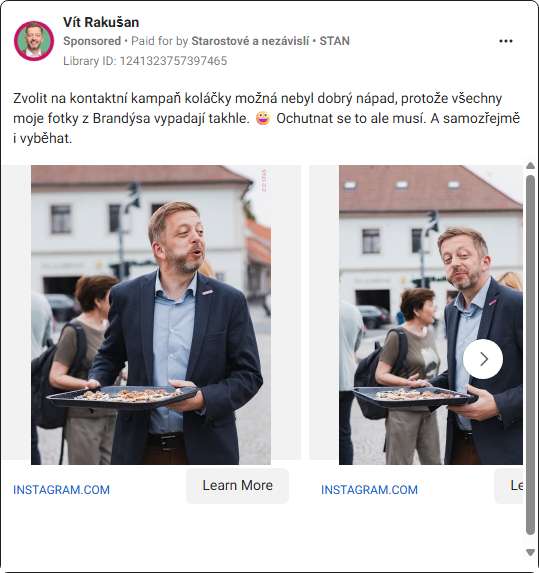 Vít Rakušan
Sponsored • Paid for by Starostové a nezávislí • STAN
Library ID: 1241323757397465
Zvolit na kontaktní kampaň koláčky možná nebyl dobrý nápad, protože všechny
moje fotky z Brandýsa vypadají takhle. 🤪 Ochutnat se to ale musí. A samozřejmě
i vyběhat.
INSTAGRAM.COM
Learn More
INSTAGRAM.COM
Le